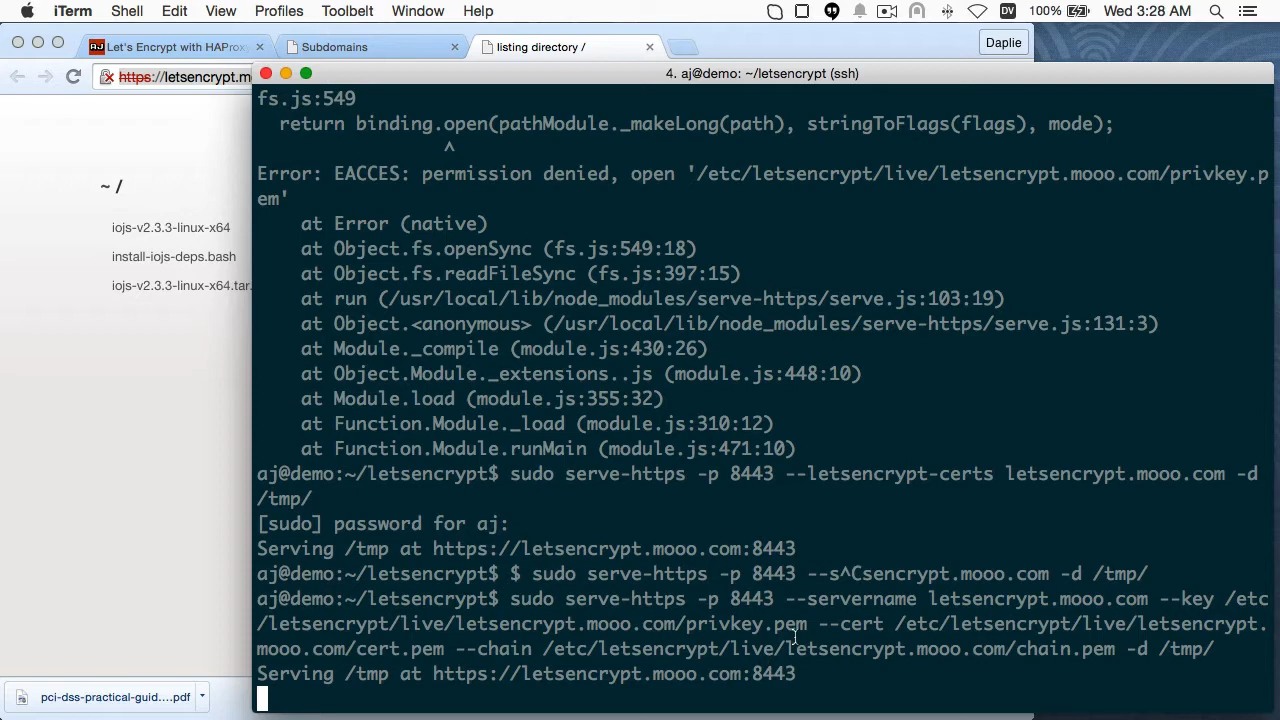 iTerm Shell Edit View Profiles Toolbelt Window Help 100% Wed 3:28 AM
Let's Encrypt with HAProxy
Subdomains
listing directory /
Daplie
https://letsencrypt.m
4. aj@demo: ~/letsencrypt (ssh)
~ /
iojs-v2.3.3-linux-x64
install-iojs-deps.bash
iojs-v2.3.3-linux-x64.tar.
fs.js:549
return binding.open(pathModule._makeLong(path), stringToFlags(flags), mode);
^
Error: EACCES: permission denied, open '/etc/letsencrypt/live/letsencrypt.mooo.com/privkey.p
em'
at Error (native)
at Object.fs.openSync (fs.js:549:18)
at Object.fs.readFileSync (fs.js:397:15)
at run (/usr/local/lib/node_modules/serve-https/serve.js:103:19)
at Object.<anonymous> (/usr/local/lib/node_modules/serve-https/serve.js:131:3)
at Module._compile (module.js:430:26)
at Object.Module._extensions..js (module.js:448:10)
at Module.load (module.js:355:32)
at Function.Module._load (module.js:310:12)
at Function.Module.runMain (module.js:471:10)
aj@demo:~/letsencrypt$ sudo serve-https -p 8443 --letsencrypt-certs letsencrypt.mooo.com -d
/tmp/
[sudo] password for aj:
Serving /tmp at https://letsencrypt.mooo.com:8443
aj@demo:~/letsencrypt$ $ sudo serve-https -p 8443 --s^Csencrypt.mooo.com -d /tmp/
aj@demo:~/letsencrypt$ sudo serve-https -p 8443 --servername letsencrypt.mooo.com --key /etc
/letsencrypt/live/letsencrypt.mooo.com/privkey.pem --cert /etc/letsencrypt/live/letsencrypt.
mooo.com/cert.pem --chain /etc/letsencrypt/live/letsencrypt.mooo.com/chain.pem -d /tmp/
Serving /tmp at https://letsencrypt.mooo.com:8443
pci-dss-practical-guid....pdf